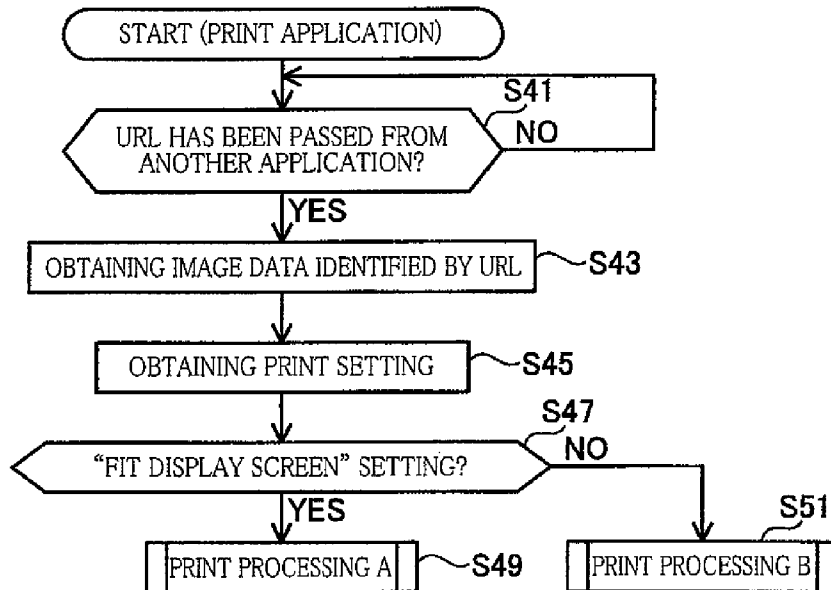 START (PRINT APPLICATION)
S41
URL HAS BEEN PASSED FROM
ANOTHER APPLICATION?
NO
YES
OBTAINING IMAGE DATA IDENTIFIED BY URL
S43
OBTAINING PRINT SETTING
S45
S47
“FIT DISPLAY SCREEN” SETTING?
NO
YES
S51
PRINT PROCESSING A
S49
PRINT PROCESSING B